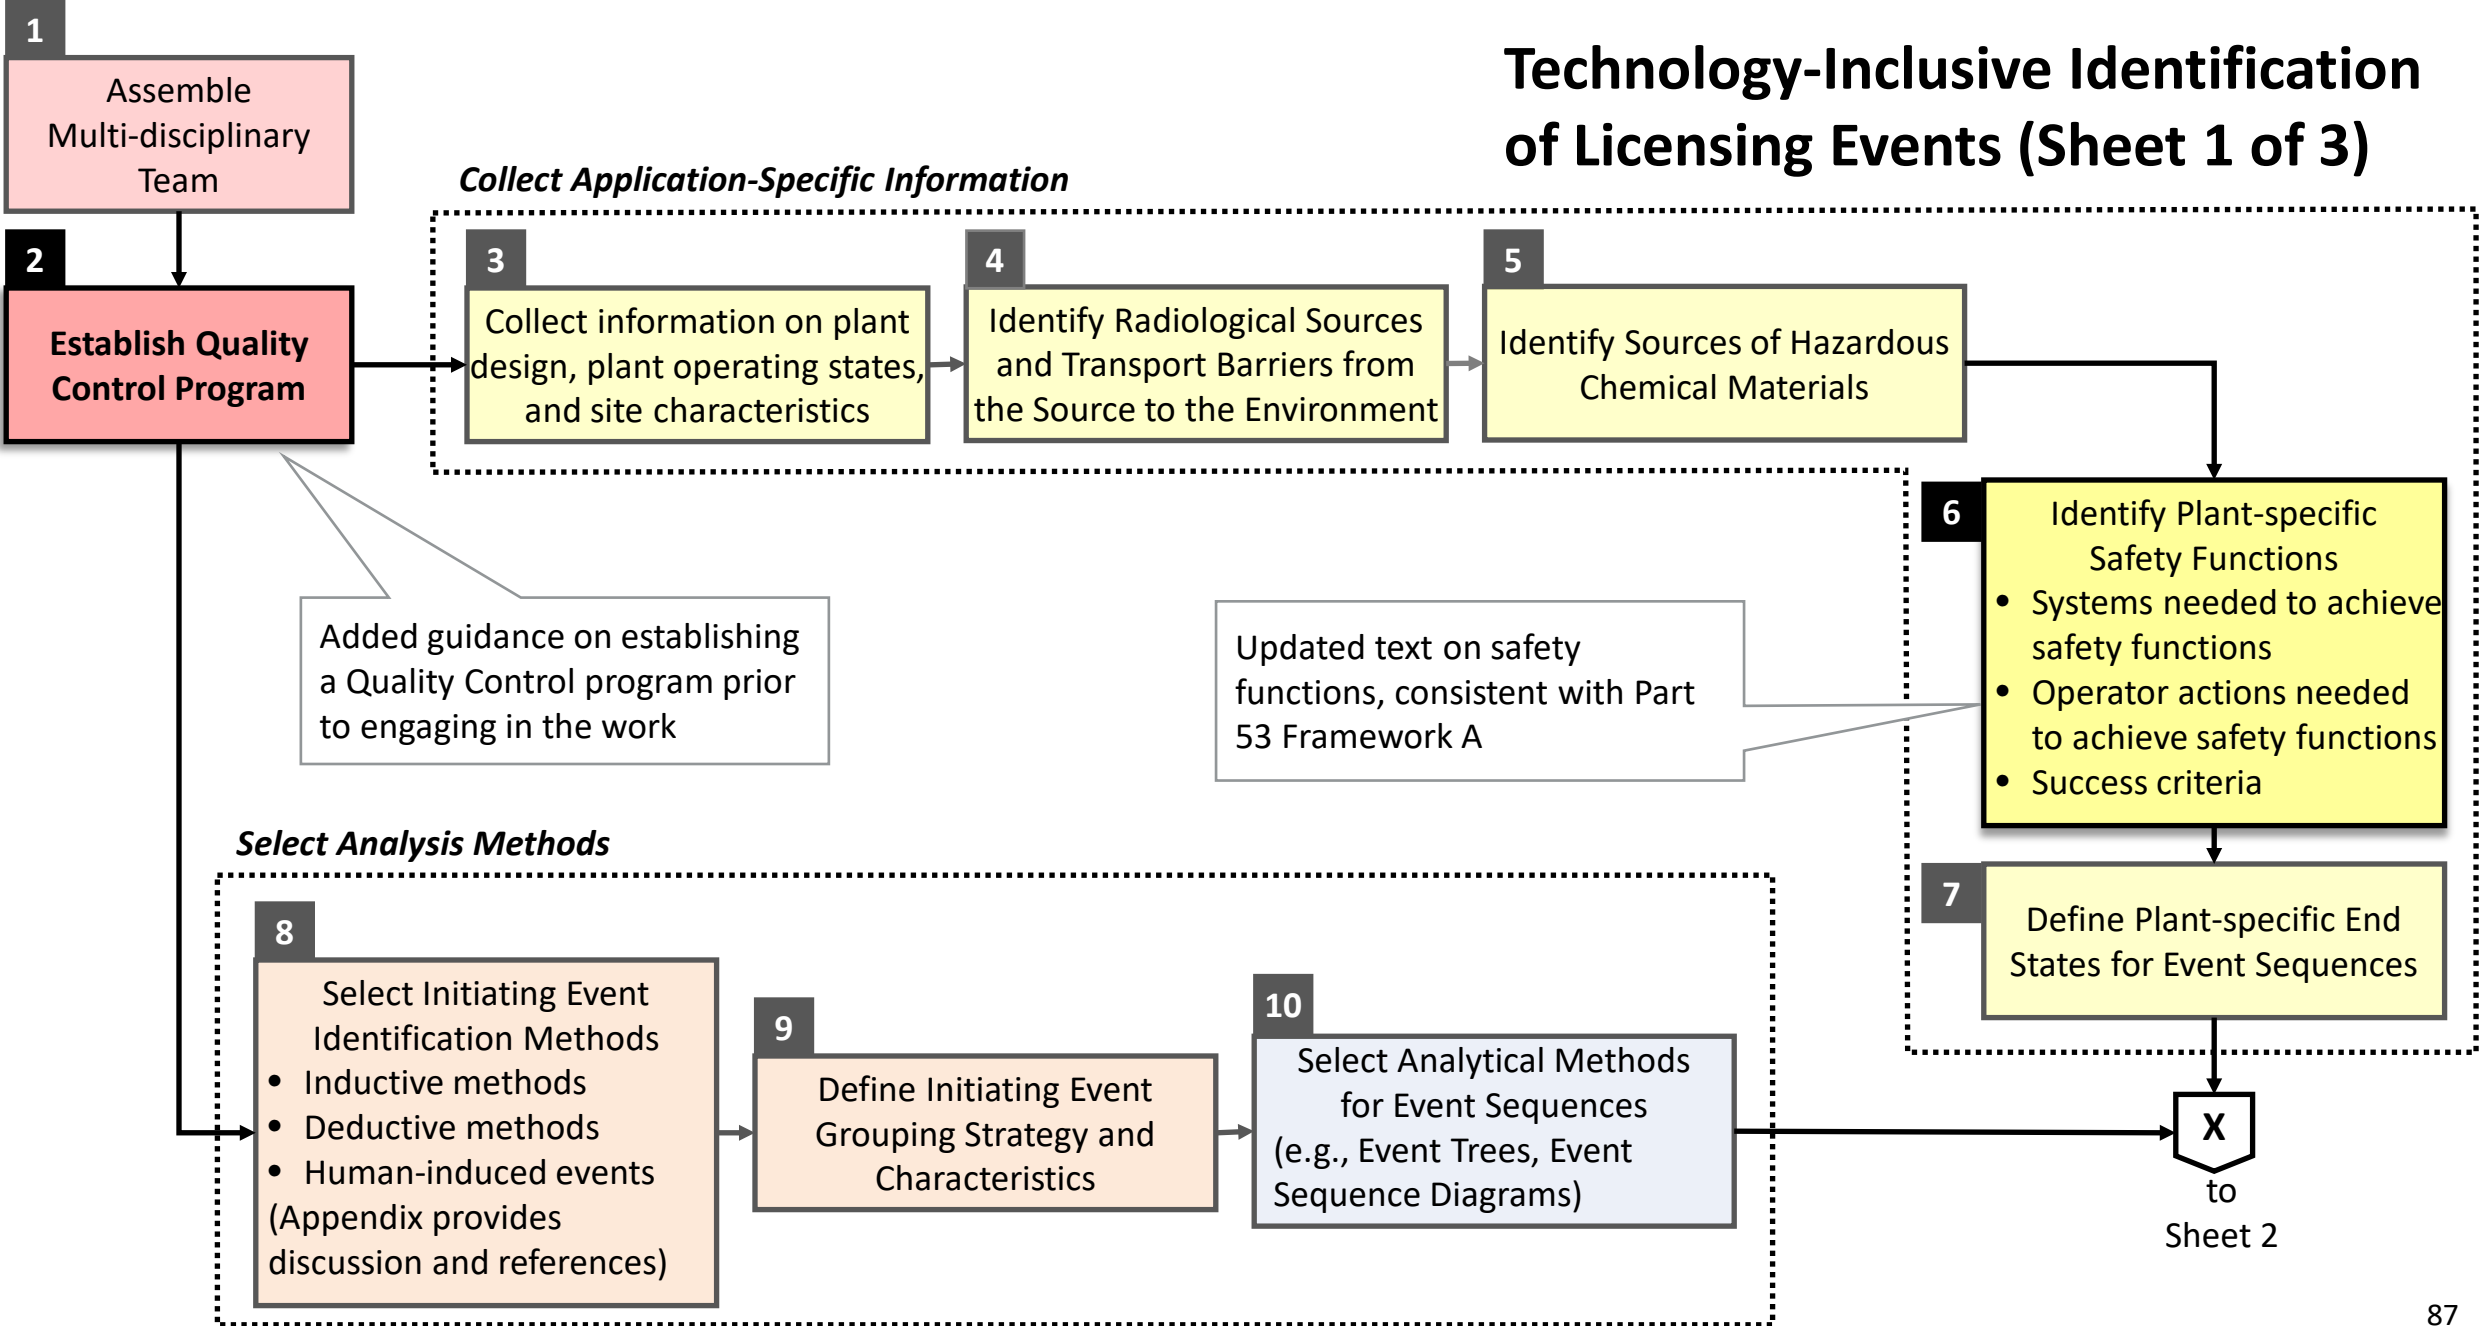 Technology-Inclusive Identification
of Licensing Events (Sheet 1 of 3)
1
Assemble
Multi-disciplinary
Team
2
Establish Quality
Control Program
Collect Application-Specific Information
3
Collect information on plant
design, plant operating states,
and site characteristics
4
Identify Radiological Sources
and Transport Barriers from
the Source to the Environment
5
Identify Sources of Hazardous
Chemical Materials
6
Identify Plant-specific
Safety Functions
• Systems needed to achieve
safety functions
• Operator actions needed
to achieve safety functions
• Success criteria
Added guidance on establishing
a Quality Control program prior
to engaging in the work
Updated text on safety
functions, consistent with Part
53 Framework A
7
Define Plant-specific End
States for Event Sequences
Select Analysis Methods
8
Select Initiating Event
Identification Methods
• Inductive methods
• Deductive methods
• Human-induced events
(Appendix provides
discussion and references)
9
Define Initiating Event
Grouping Strategy and
Characteristics
10
Select Analytical Methods
for Event Sequences
(e.g., Event Trees, Event
Sequence Diagrams)
X
to
Sheet 2
87